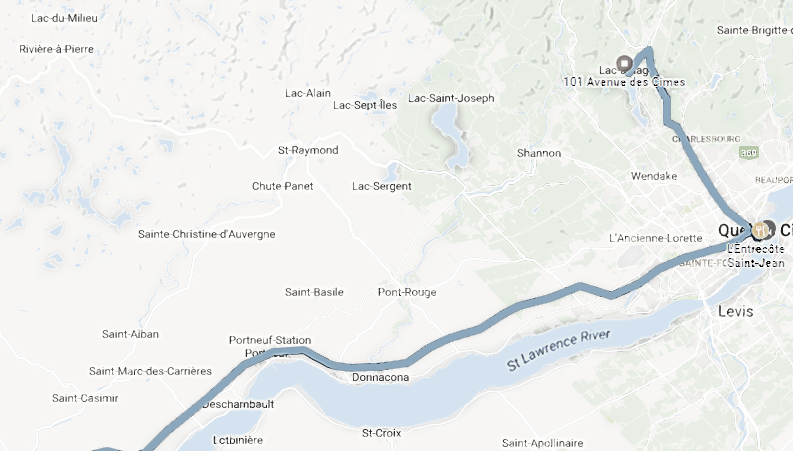 Lac-du-Milieu
Sainte Brigitte-d
Rivière-à-Pierre
101 Avenue des Cimes
Lac-Alain
Lac-Sept-Îles
Lac-Saint-Joseph
CHARLESBOURG
St-Raymond
Shannon
369
Wendake
BEAUPOR
Chute Panet
Lac-Sergent
Sainte-Christine-d'Auvergne
L'Ancienne-Lorette
L'Entrecôte
Saint-Jean
Saint-Basile
Pont-Rouge
Levis
Saint-Alban
Portneuf-Station
St Lawrence River
Saint-Marc-des-Carrières
Donnacona
Saint-Casimir
Deschambault
St-Croix
Lotbinière
Saint-Apollinaire